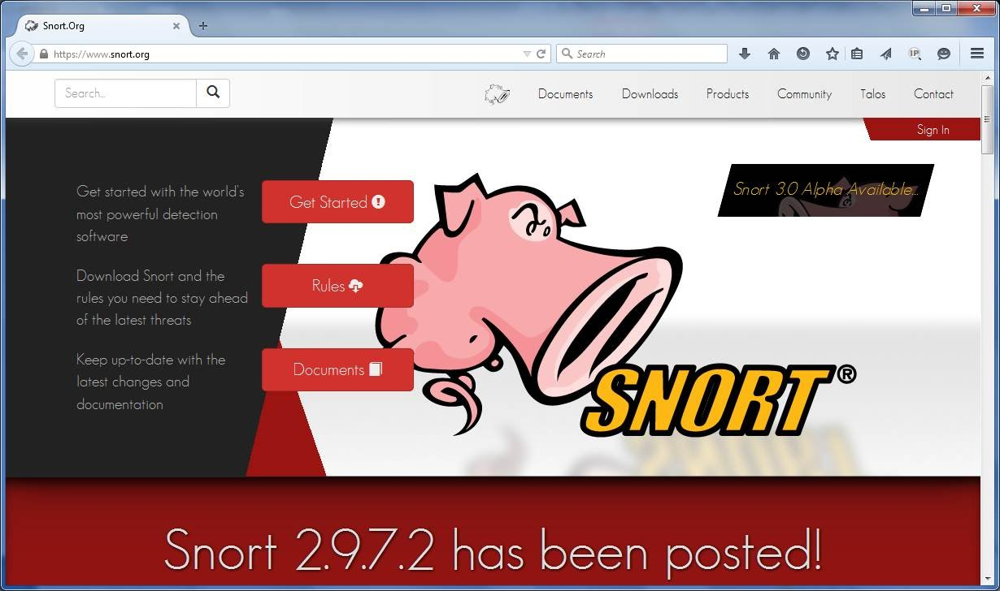 Snort.Org
https://www.snort.org
Search
IP
Search...
Documents
Downloads
Products
Community
Talos
Contact
Sign In
Get started with the world's
most powerful detection
software
Get Started
Snort 3.0 Alpha Available...
Download Snort and the
rules you need to stay ahead
of the latest threats
Rules
Keep up-to-date with the
latest changes and
documentation
Documents
SNORT®
Snort 2.9.7.2 has been posted!